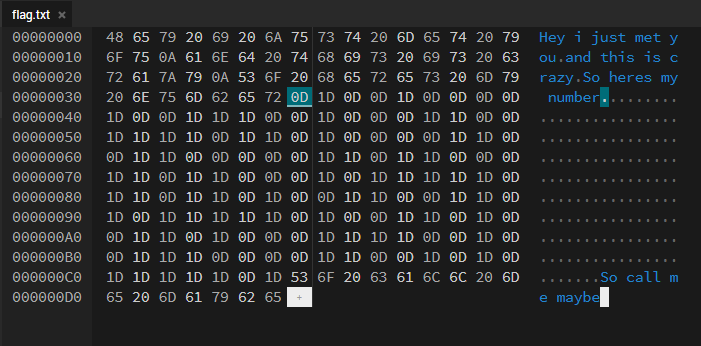 flag.txt ×
00000000 48 65 79 20 69 20 6A 75 73 74 20 6D 65 74 20 79 Hey i just met y
00000010 6F 75 0A 61 6E 64 20 74 68 69 73 20 69 73 20 63 ou.and this is c
00000020 72 61 7A 79 0A 53 6F 20 68 65 72 65 73 20 6D 79 razy.So heres my
00000030 20 6E 75 6D 62 65 72 0D 1D 0D 0D 1D 0D 0D 0D 0D  number.........
00000040 1D 0D 0D 1D 1D 1D 0D 0D 1D 0D 0D 0D 1D 1D 0D 0D ................
00000050 1D 1D 1D 1D 0D 1D 1D 0D 1D 0D 0D 0D 0D 1D 1D 0D ................
00000060 0D 1D 1D 0D 0D 0D 0D 0D 1D 1D 0D 1D 1D 0D 0D 0D ................
00000070 1D 1D 0D 1D 1D 0D 0D 0D 1D 0D 1D 1D 1D 1D 1D 0D ................
00000080 1D 1D 0D 1D 1D 0D 1D 0D 0D 1D 1D 0D 0D 1D 1D 0D ................
00000090 1D 0D 1D 1D 1D 1D 1D 0D 1D 0D 0D 1D 1D 0D 1D 0D ................
000000A0 0D 1D 1D 0D 1D 0D 0D 0D 1D 1D 1D 1D 0D 0D 1D 0D ................
000000B0 0D 1D 1D 0D 0D 1D 0D 0D 1D 1D 0D 0D 1D 0D 1D 0D ................
000000C0 1D 1D 1D 1D 1D 0D 1D 53 6F 20 63 61 6C 6C 20 6D .......So call m
000000D0 65 20 6D 61 79 62 65 + e maybe